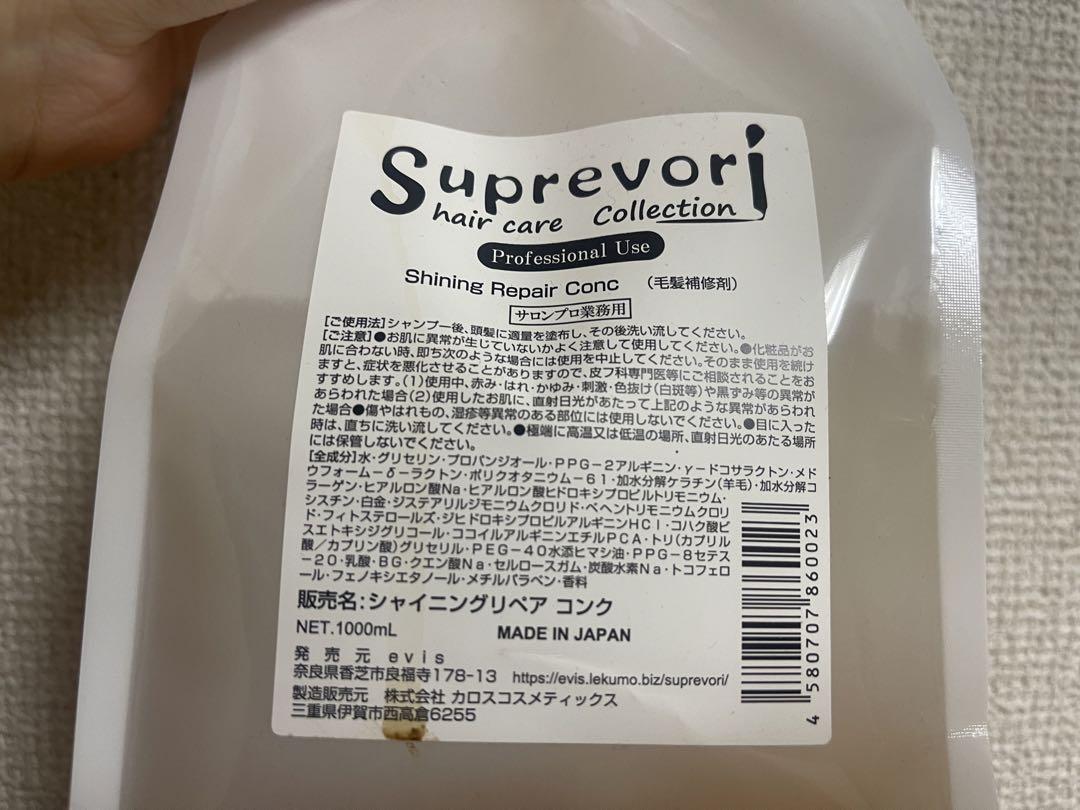 Suprevori
hair care Collection
Professional Use
Shining Repair Conc （毛髪補修剤）
サロンプロ業務用
【ご使用法】シャンプー後、頭髪に適量を塗布し、その後洗い流してください。
【ご注意】●お肌に異常が生じていないかよく注意して使用してください。●化粧品がお
肌に合わない時、即ち次のような場合には使用を中止してください。そのまま使用を続け
ますと、症状を悪化させることがありますので、皮フ科専門医等にご相談されることをお
すすめします。（1）使用中、赤み・はれ・かゆみ・刺激・色抜け（白斑等）や黒ずみ等の異常が
あらわれた場合（2）使用したお肌に、直射日光があたって上記のような異常があらわれ
た場合●傷やはれもの、湿疹等異常のある部位には使用しないでください。●目に入った
時は、直ちに洗い流してください。●極端に高温又は低温の場所、直射日光のあたる場所
には保管しないでください。
【全成分】水・グリセリン・プロパンジオール・PPG－2アルギニン・γ－ドコサラクトン・メド
ウフォーム－δ－ラクトン・ポリクオタニウム－61・加水分解ケラチン（羊毛）・加水分解コ
ラーゲン・ヒアルロン酸Na・ヒアルロン酸ヒドロキシプロピルトリモニウム・
シスチン・白金・ジステアリルジモニウムクロリド・ベヘントリモニウムクロリ
ド・フィトステロールズ・ジヒドロキシプロピルアルギニンHCl・コハク酸ビ
スエトキシジグリコール・ココイルアルギニンエチルPCA・トリ（カプリル
酸／カプリン酸）グリセリル・PEG－40水添ヒマシ油・PPG－8セテス
－20・乳酸・BG・クエン酸Na・セルロースガム・炭酸水素Na・トコフェロ
ール・フェノキシエタノール・メチルパラベン・香料
販売名：シャイニングリペア コンク
NET.1000mL MADE IN JAPAN
発売元 evis
奈良県香芝市良福寺178-13 https://evis.lekumo.biz/suprevori/
製造販売元 株式会社 カロスコスメティックス
三重県伊賀市西高倉6255
4 580707 860023